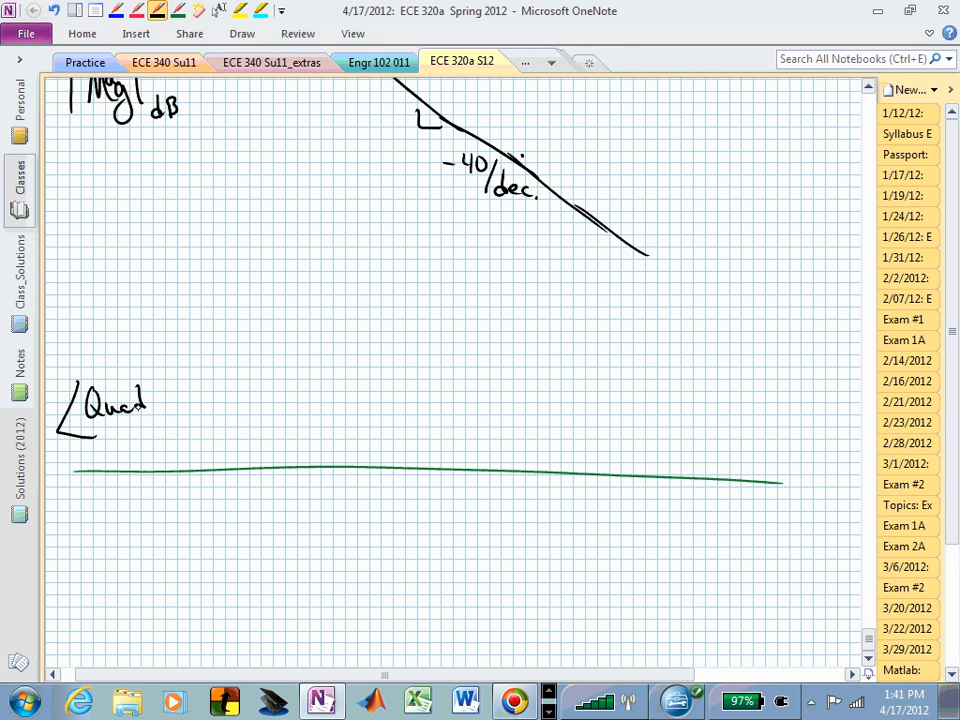 4/17/2012: ECE 320a Spring 2012 - Microsoft OneNote
File Home Insert Share Draw Review View
Practice ECE 340 Su11 ECE 340 Su11_extras Engr 102 011 ECE 320a S12 ... Search All Notebooks (Ctrl+E)
Personal
Classes
Class_Solutions
Notes
Solutions (2012)
|Mag|dB
-40/dec.
∠Quad
New...
1/12/12:
Syllabus E
Passport:
1/17/12:
1/19/12:
1/24/12:
1/26/12: E
1/31/12:
2/2/2012:
2/07/12: E
Exam #1
Exam 1A
2/14/2012
2/16/2012
2/21/2012
2/23/2012
2/28/2012
3/1/2012:
Exam #2
Topics: Ex
Exam 1A
Exam 2A
3/6/2012:
Exam #2
3/20/2012
3/22/2012
3/29/2012
Matlab:
97%
1:41 PM
4/17/2012